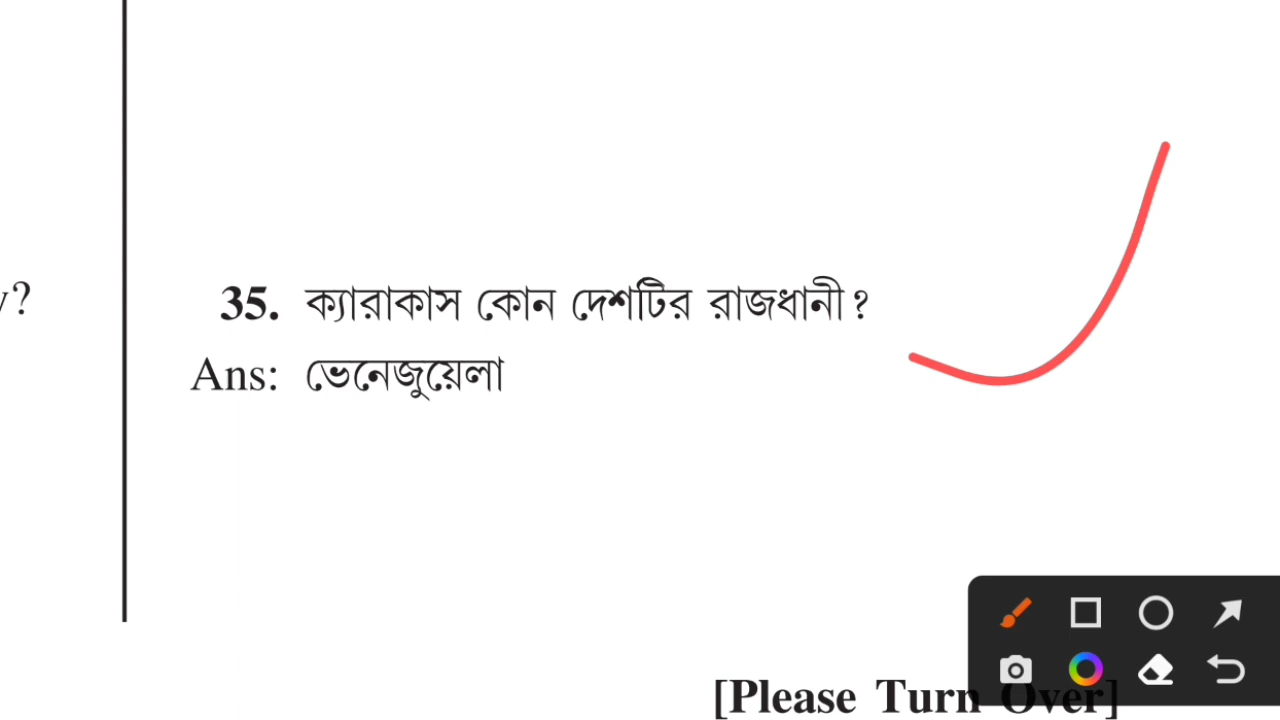 ?
35. ক্যারাকাস কোন দেশটির রাজধানী?
Ans: ভেনেজুয়েলা
[Please Turn Over]